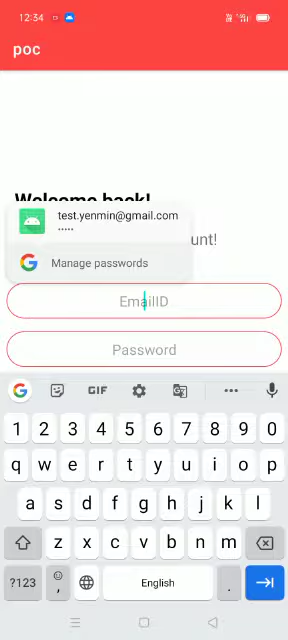 12:34
poc
Welcome back!
test.yenmin@gmail.com
•••••
unt!
Manage passwords
EmailID
Password
GIF
1 2 3 4 5 6 7 8 9 0
q w e r t y u i o p
a s d f g h j k l
z x c v b n m
?123 , English .